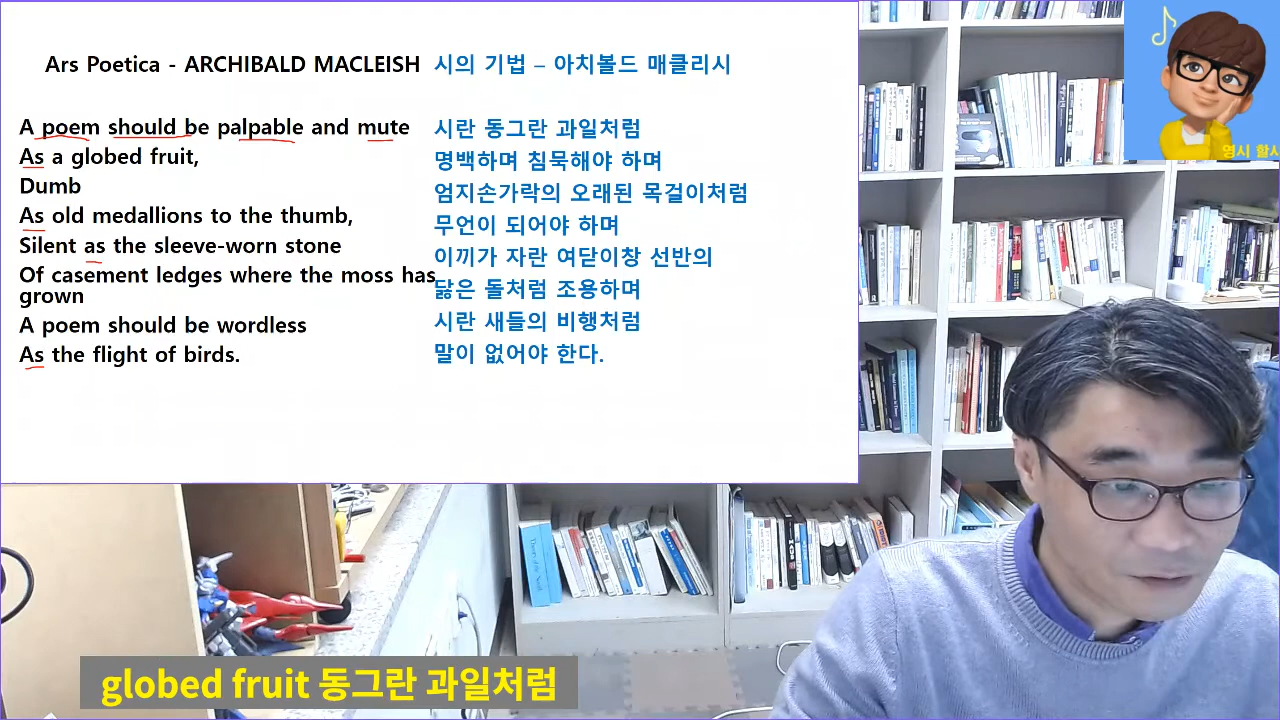 Ars Poetica - ARCHIBALD MACLEISH 시의 기법 – 아치볼드 매클리시
A poem should be palpable and mute
As a globed fruit,
Dumb
As old medallions to the thumb,
Silent as the sleeve-worn stone
Of casement ledges where the moss has
grown
A poem should be wordless
As the flight of birds.
시란 동그란 과일처럼
명백하며 침묵해야 하며
엄지손가락의 오래된 목걸이처럼
무언이 되어야 하며
이끼가 자란 여닫이창 선반의
닳은 돌처럼 조용하며
시란 새들의 비행처럼
말이 없어야 한다.
영시 할사
globed fruit 동그란 과일처럼